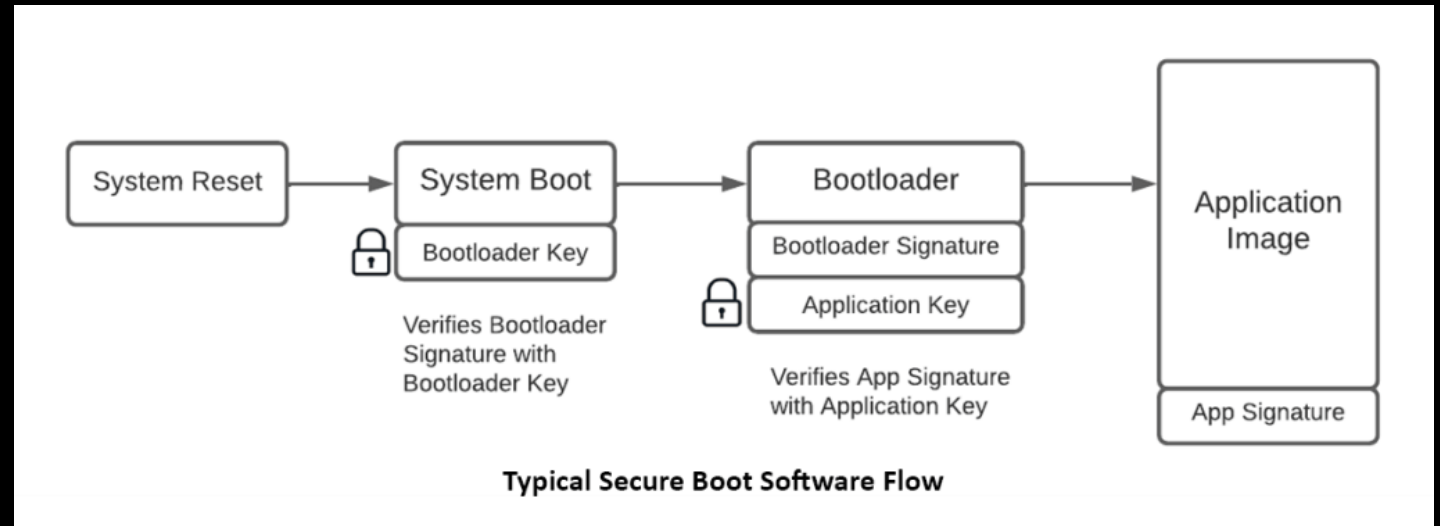 System Reset
System Boot
Bootloader Key
Verifies Bootloader
Signature with
Bootloader Key
Bootloader
Bootloader Signature
Application Key
Verifies App Signature
with Application Key
Application
Image
App Signature
Typical Secure Boot Software Flow